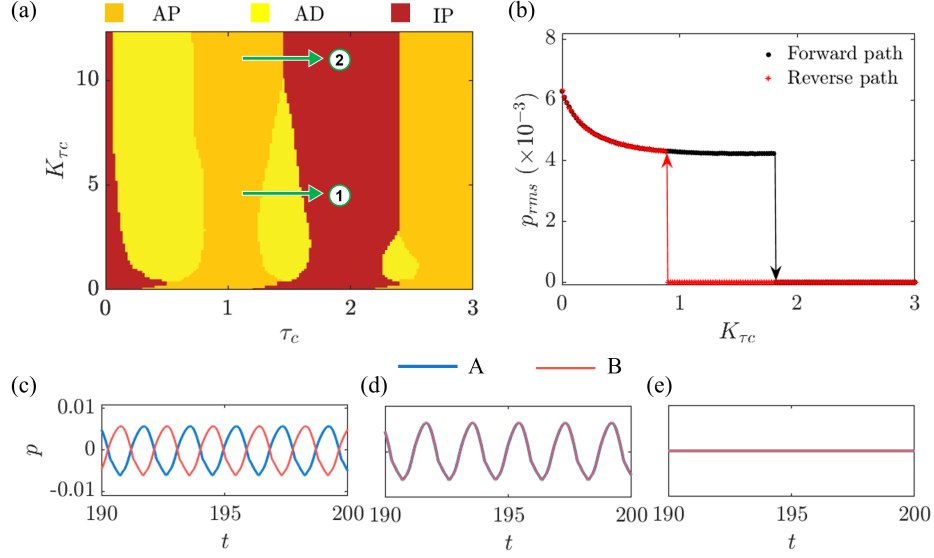 (a)
AP AD IP
10
5
0
K_τc
2
1
0 1 2 3
τ_c
(b)
8
6
4
2
0
p_rms (×10⁻³)
Forward path
Reverse path
0 1 2 3
K_τc
A B
(c)
0.01
0
-0.01
p
190 195 200
t
(d)
190 195 200
t
(e)
190 195 200
t